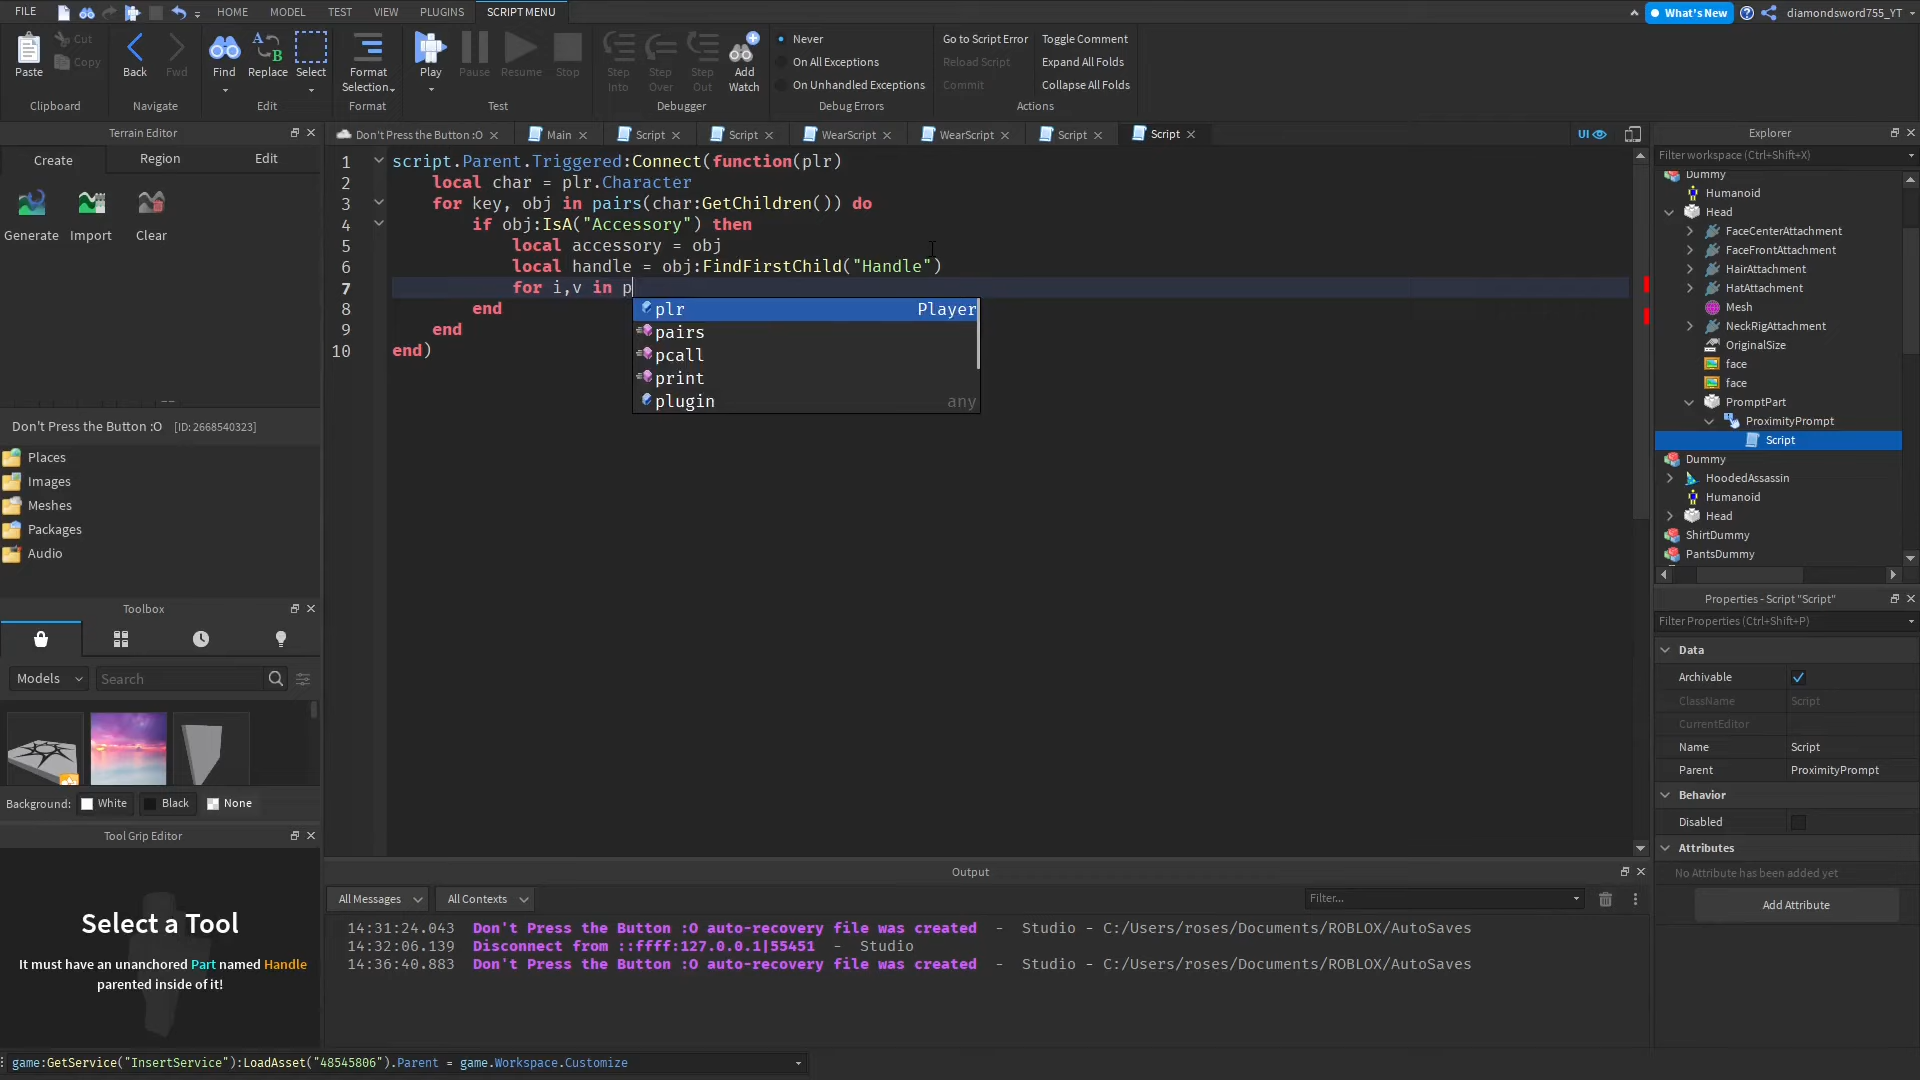 FILE HOME MODEL TEST VIEW PLUGINS SCRIPT MENU What's New diamondsword755_YT
Paste Cut Copy Clipboard
Back Fwd Navigate
Find Replace Select Edit
Format Selection Format
Play Pause Resume Stop Test
Step Into Step Over Step Out Add Watch Debugger
Never
On All Exceptions
On Unhandled Exceptions
Debug Errors
Go to Script Error Toggle Comment
Reload Script Expand All Folds
Commit Collapse All Folds
Actions
Terrain Editor
Create Region Edit
Generate Import Clear
Don't Press the Button :O [ID: 2668540323]
Places
Images
Meshes
Packages
Audio
Toolbox
Models Search
Background: White Black None
Tool Grip Editor
Select a Tool
It must have an unanchored Part named Handle
parented inside of it!
Don't Press the Button :O Main Script Script WearScript WearScript Script Script UI
1 script.Parent.Triggered:Connect(function(plr)
2 local char = plr.Character
3 for key, obj in pairs(char:GetChildren()) do
4 if obj:IsA("Accessory") then
5 local accessory = obj
6 local handle = obj:FindFirstChild("Handle")
7 for i,v in p
8 end
9 end
10 end)
plr Player
pairs
pcall
print
plugin any
Output
All Messages All Contexts Filter...
14:31:24.043 Don't Press the Button :O auto-recovery file was created - Studio - C:/Users/roses/Documents/ROBLOX/AutoSaves
14:32:06.139 Disconnect from ::ffff:127.0.0.1|55451 - Studio
14:36:40.883 Don't Press the Button :O auto-recovery file was created - Studio - C:/Users/roses/Documents/ROBLOX/AutoSaves
Explorer
Filter workspace (Ctrl+Shift+X)
Dummy
Humanoid
Head
FaceCenterAttachment
FaceFrontAttachment
HairAttachment
HatAttachment
Mesh
NeckRigAttachment
OriginalSize
face
face
PromptPart
ProximityPrompt
Script
Dummy
HoodedAssassin
Humanoid
Head
ShirtDummy
PantsDummy
Properties - Script "Script"
Filter Properties (Ctrl+Shift+P)
Data
Archivable
ClassName Script
CurrentEditor
Name Script
Parent ProximityPrompt
Behavior
Disabled
Attributes
No Attribute has been added yet
Add Attribute
game:GetService("InsertService"):LoadAsset("48545806").Parent = game.Workspace.Customize